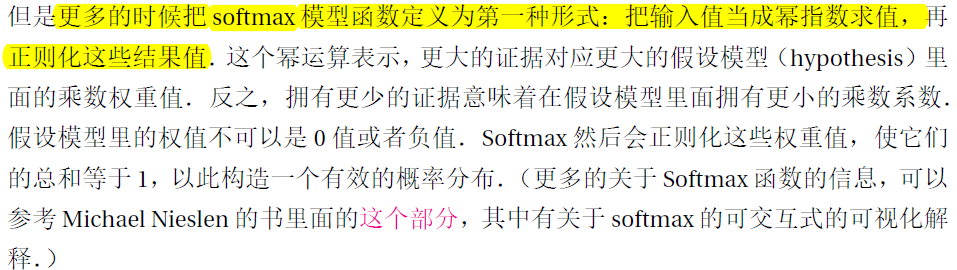 但是更多的时候把 softmax 模型函数定义为第一种形式：把输入值当成幂指数求值，再
正则化这些结果值．这个幂运算表示，更大的证据对应更大的假设模型（hypothesis）里
面的乘数权重值．反之，拥有更少的证据意味着在假设模型里面拥有更小的乘数系数．
假设模型里的权值不可以是 0 值或者负值．Softmax 然后会正则化这些权重值，使它们
的总和等于 1，以此构造一个有效的概率分布．（更多的关于 Softmax 函数的信息，可以
参考 Michael Nieslen 的书里面的这个部分，其中有关于 softmax 的可交互式的可视化解
释．）